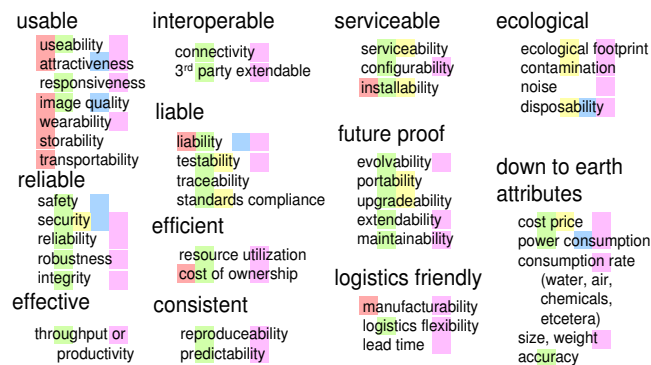 usable
useability
attractiveness
responsiveness
image quality
wearability
storability
transportability
reliable
safety
security
reliability
robustness
integrity
effective
throughput or
productivity
interoperable
connectivity
3rd party extendable
liable
liability
testability
traceability
standards compliance
efficient
resource utilization
cost of ownership
consistent
reproduceability
predictability
serviceable
serviceability
configurability
installability
future proof
evolvability
portability
upgradeability
extendability
maintainability
logistics friendly
manufacturability
logistics flexibility
lead time
ecological
ecological footprint
contamination
noise
disposability
down to earth
attributes
cost price
power consumption
consumption rate
(water, air,
chemicals,
etcetera)
size, weight
accuracy